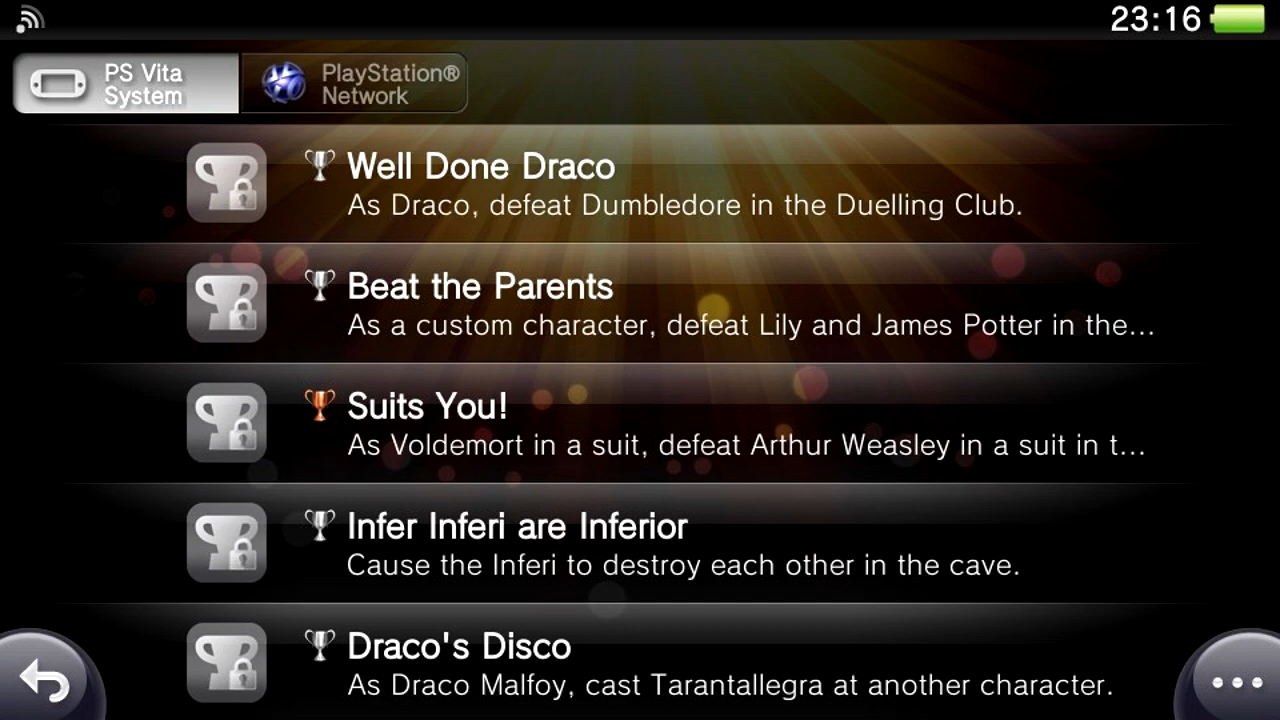 23:16
PS Vita
System
PlayStation®
Network
Well Done Draco
As Draco, defeat Dumbledore in the Duelling Club.
Beat the Parents
As a custom character, defeat Lily and James Potter in the...
Suits You!
As Voldemort in a suit, defeat Arthur Weasley in a suit in t...
Infer Inferi are Inferior
Cause the Inferi to destroy each other in the cave.
Draco's Disco
As Draco Malfoy, cast Tarantallegra at another character.